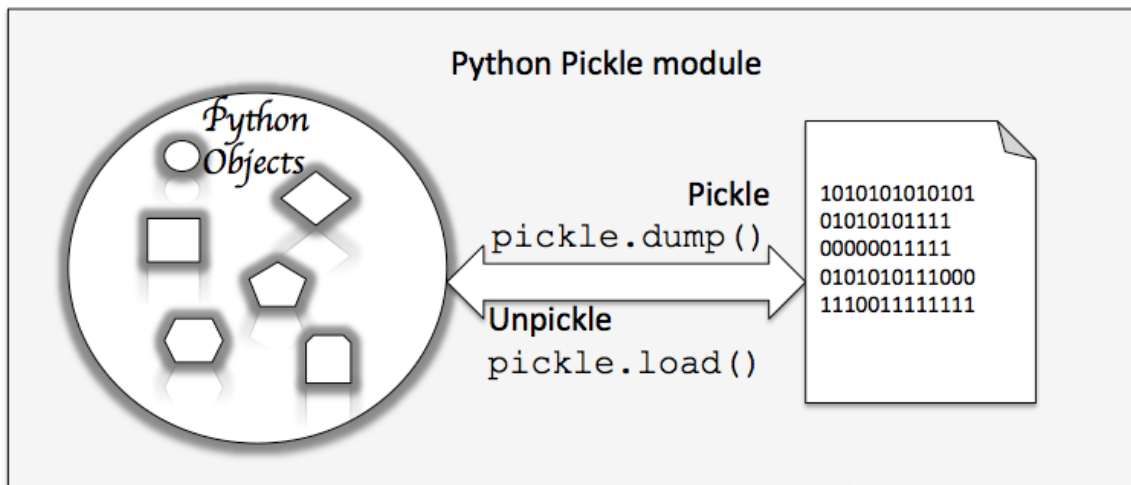 Python Pickle module
Python
Objects
Pickle
pickle.dump()
Unpickle
pickle.load()
1010101010101
01010101111
00000011111
0101010111000
1110011111111